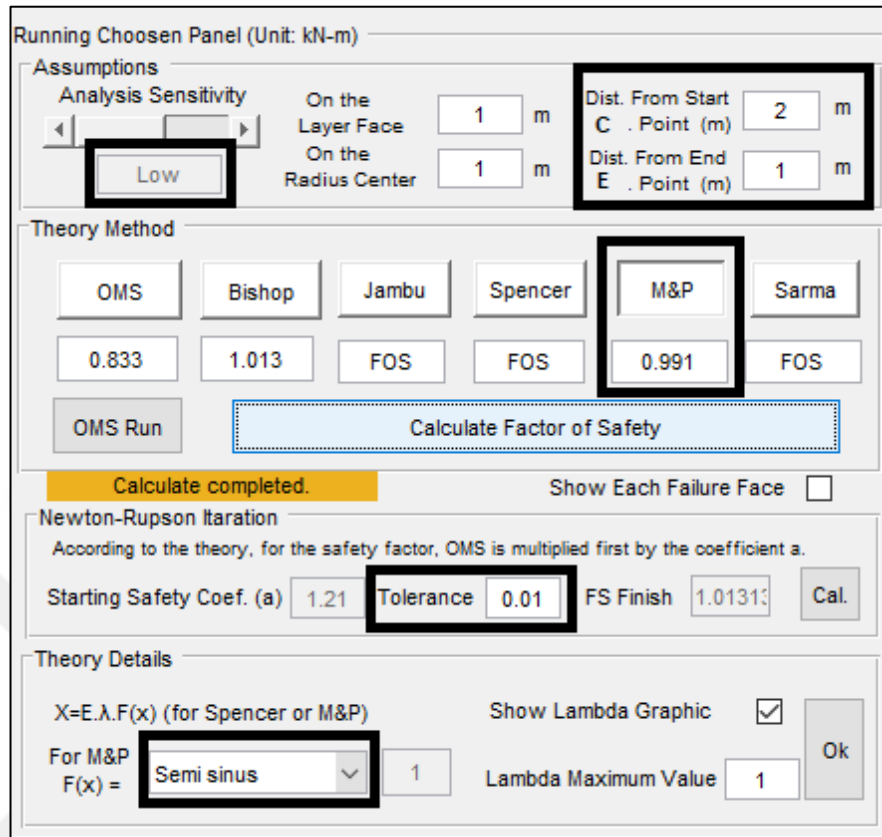 Running Choosen Panel (Unit: kN-m)
Assumptions
Analysis Sensitivity
Low
On the
Layer Face
1
m
On the
Radius Center
1
m
Dist. From Start
C . Point (m)
2
m
Dist. From End
E . Point (m)
1
m
Theory Method
OMS
Bishop
Jambu
Spencer
M&P
Sarma
0.833
1.013
FOS
FOS
0.991
FOS
OMS Run
Calculate Factor of Safety
Calculate completed.
Show Each Failure Face
Newton-Rupson Itaration
According to the theory, for the safety factor, OMS is multiplied first by the coefficient a.
Starting Safety Coef. (a)
1.21
Tolerance
0.01
FS Finish
1.01313
Cal.
Theory Details
X=E.λ.F(x) (for Spencer or M&P)
Show Lambda Graphic
For M&P
F(x) =
Semi sinus
1
Lambda Maximum Value
1
Ok